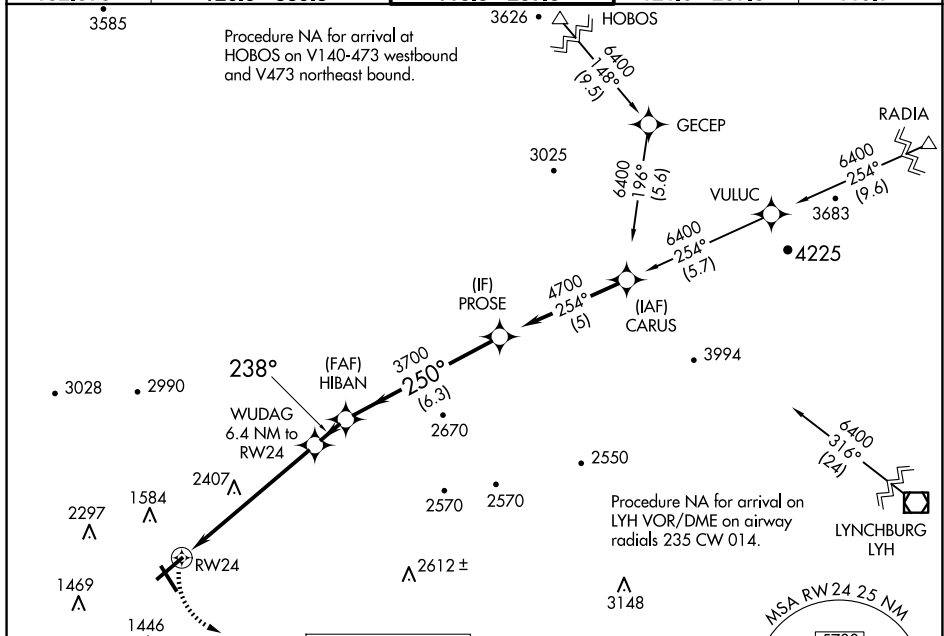 3585
Procedure NA for arrival at
HOBOS on V140-473 westbound
and V473 northeast bound.
3626
HOBOS
6400
148°
(9.5)
GECEP
RADIA
3025
6400
196°
(5.6)
6400
254°
(9.6)
VULUC
3683
6400
254°
(5.7)
4225
(IF)
PROSE
4700
254°
(5)
(IAF)
CARUS
3994
238°
(FAF)
HIBAN
3700
250°
(6.3)
3028
2990
WUDAG
6.4 NM to
RW24
2670
6400
316°
(24)
2407
2550
2570
2570
1584
2297
Procedure NA for arrival on
LYH VOR/DME on airway
radials 235 CW 014.
LYNCHBURG
LYH
RW24
2612 ±
1469
3148
1446
MSA RW24 25 NM